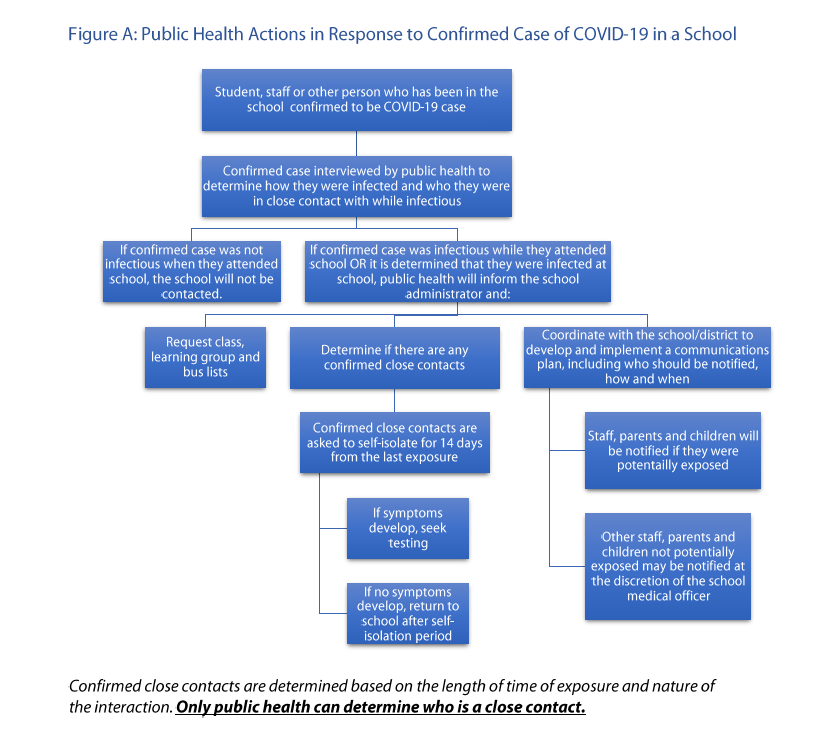 Figure A: Public Health Actions in Response to Confirmed Case of COVID-19 in a School
Student, staff or other person who has been in the
school confirmed to be COVID-19 case
Confirmed case interviewed by public health to
determine how they were infected and who they were
in close contact with while infectious
If confirmed case was not
infectious when they attended
school, the school will not be
contacted.
If confirmed case was infectious while they attended
school OR it is determined that they were infected at
school, public health will inform the school
administrator and:
Request class,
learning group and
bus lists
Determine if there are any
confirmed close contacts
Coordinate with the school/district to
develop and implement a communications
plan, including who should be notified,
how and when
Confirmed close contacts are
asked to self-isolate for 14 days
from the last exposure
If symptoms
develop, seek
testing
If no symptoms
develop, return to
school after self-
isolation period
Staff, parents and children will
be notified if they were
potentailly exposed
Other staff, parents and
children not potentially
exposed may be notified at
the discretion of the school
medical officer
Confirmed close contacts are determined based on the length of time of exposure and nature of
the interaction. Only public health can determine who is a close contact.